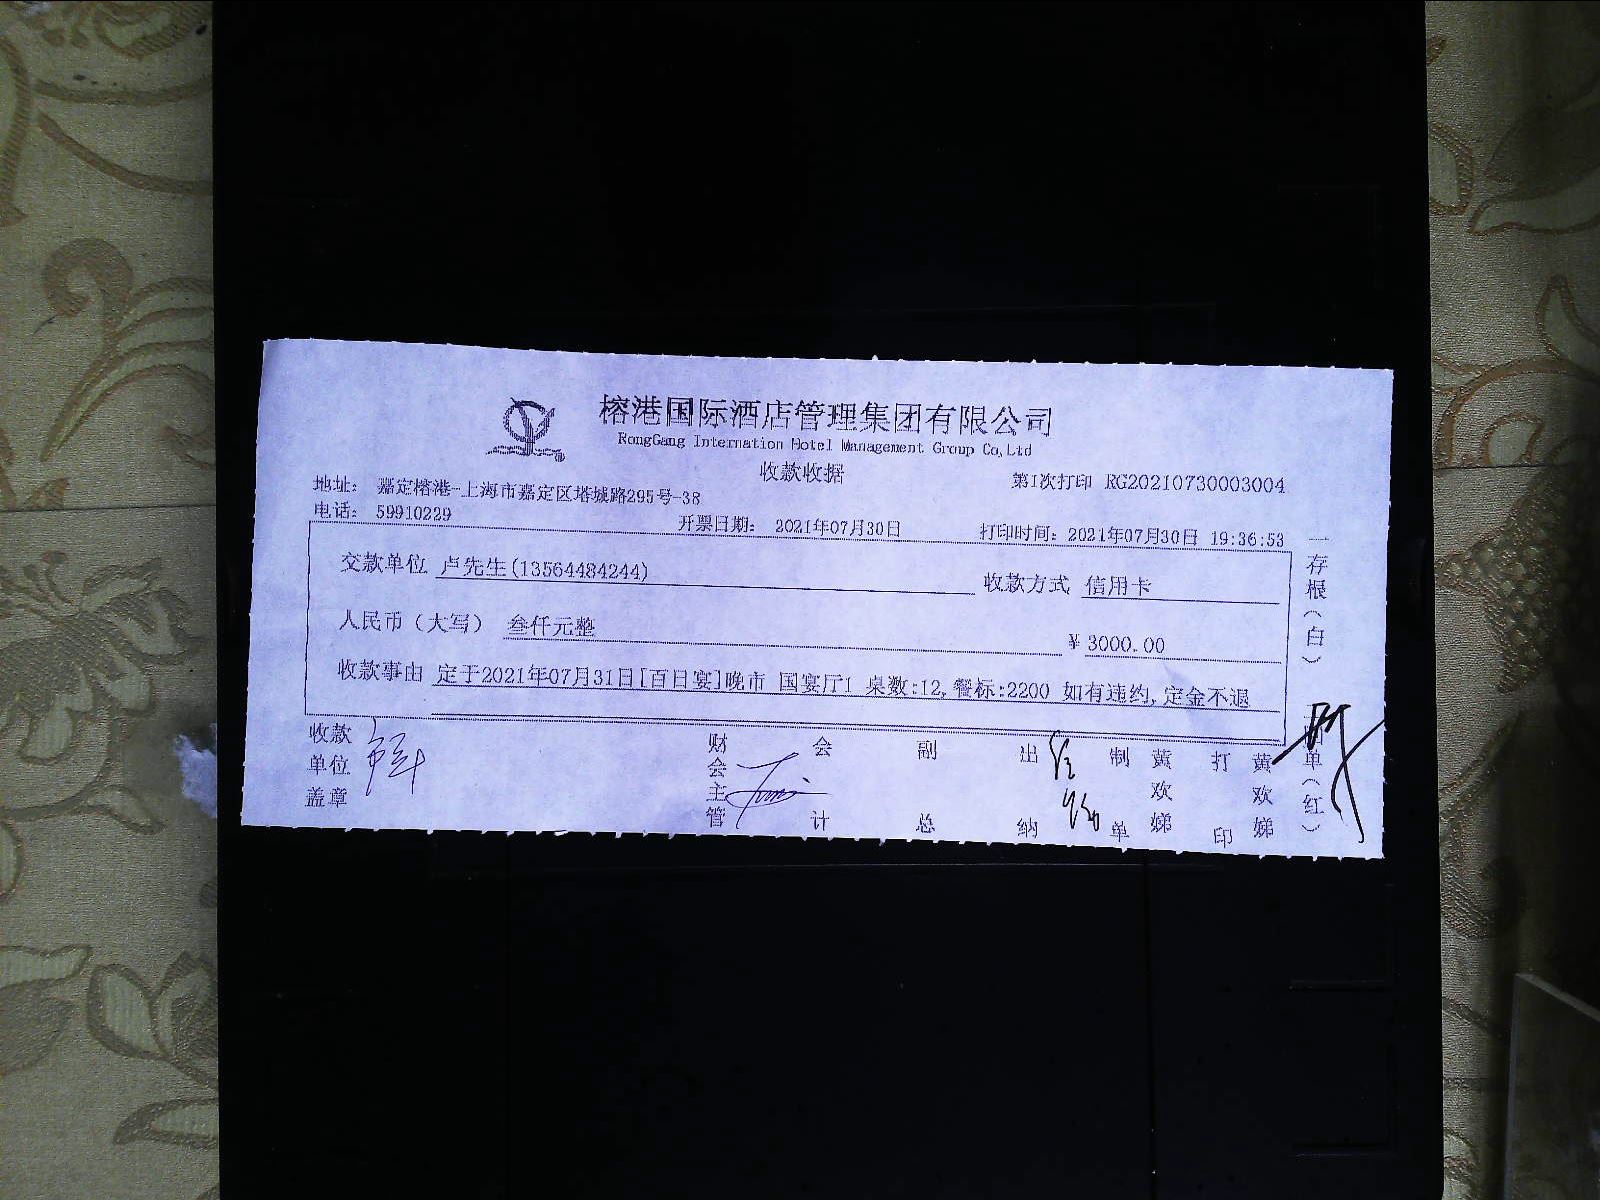 榕港国际酒店管理集团有限公司
RongGang Internation Hotel Management Group Co,Ltd
收款收据
第1次打印 RG20210730003004
地址： 嘉定榕港-上海市嘉定区塔城路295号-38
电话： 59910229
开票日期： 2021年07月30日
打印时间：2021年07月30日 19:36:53
交款单位 卢先生(13564484244)
收款方式 信用卡
人民币（大写） 叁仟元整
¥ 3000.00
收款事由 定于2021年07月31日[百日宴]晚市 国宴厅1 桌数:12,餐标:2200 如有违约,定金不退
收款单位盖章
财会主管
会计
副总
出纳
制单 黄欢娣
打印 黄欢娣
一存根（白）
单（红）